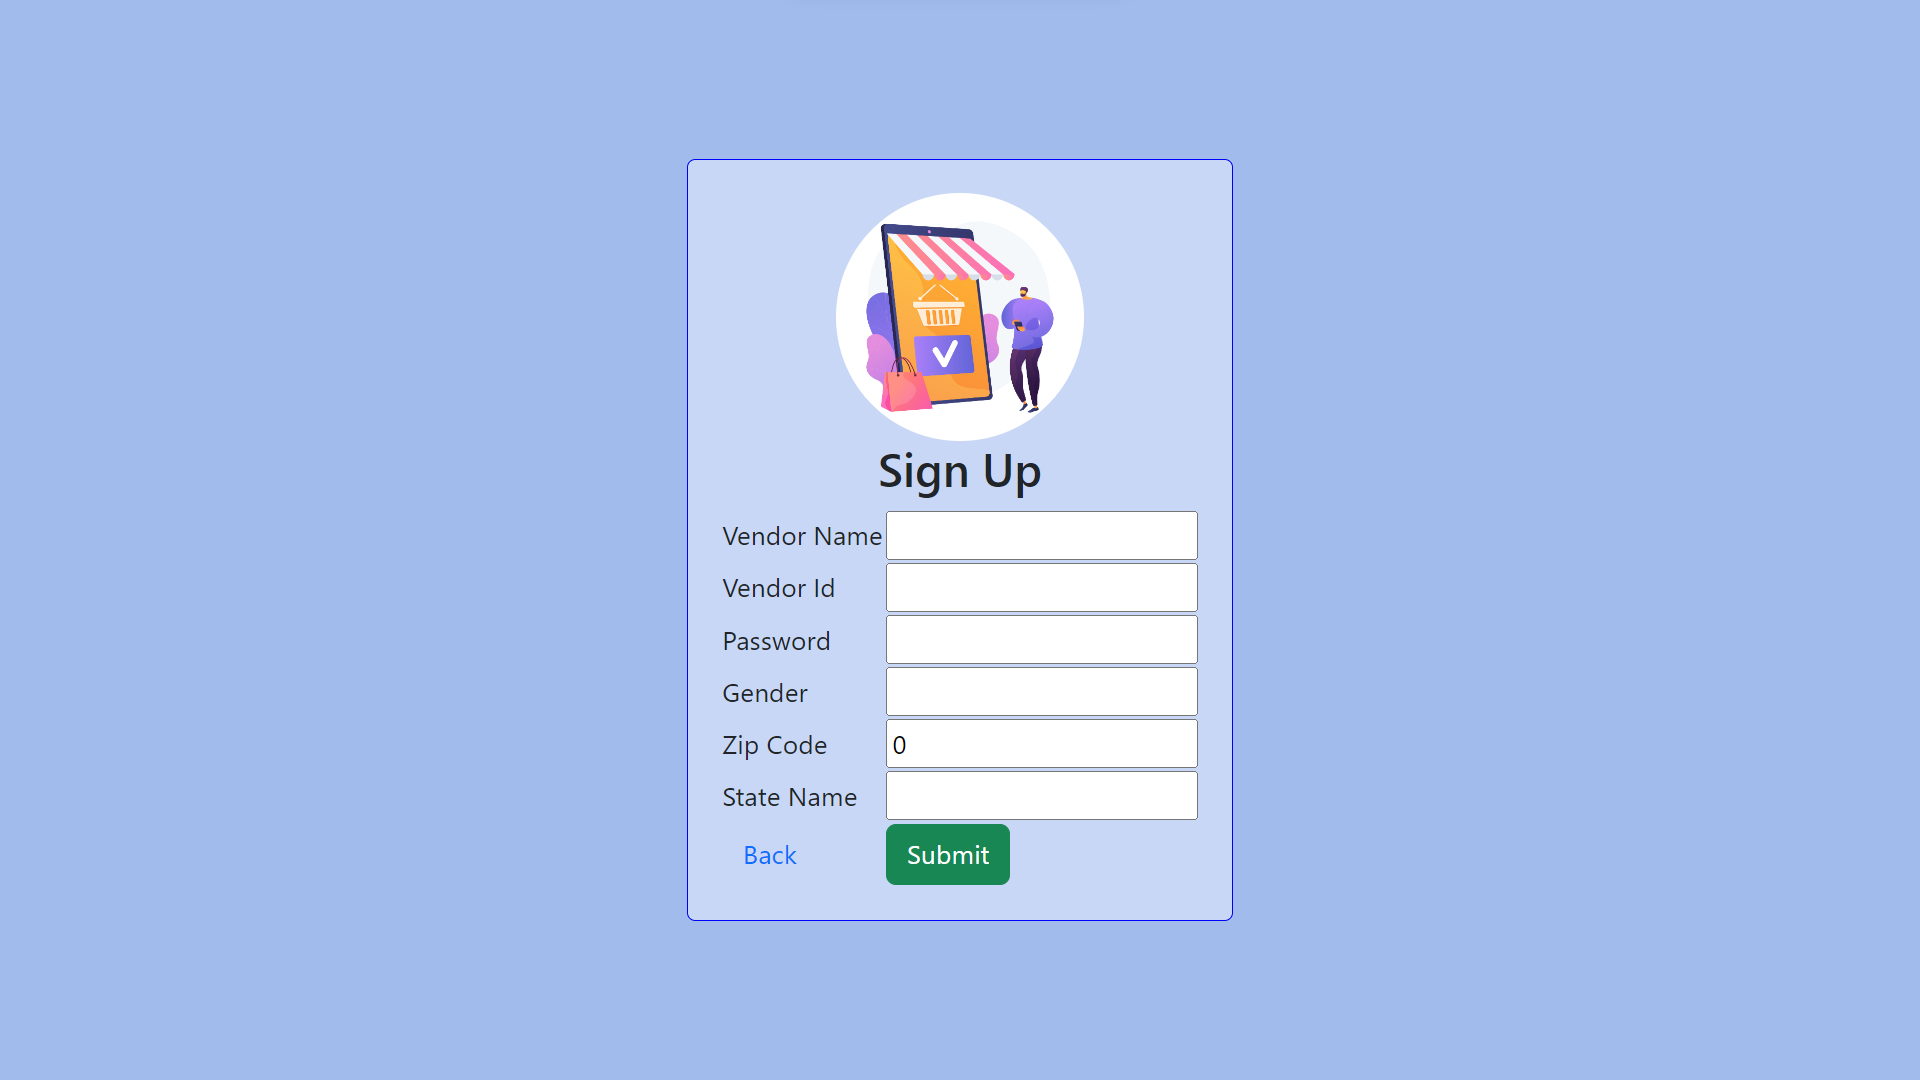 Sign Up
Vendor Name
Vendor Id
Password
Gender
Zip Code 0
State Name
Back Submit